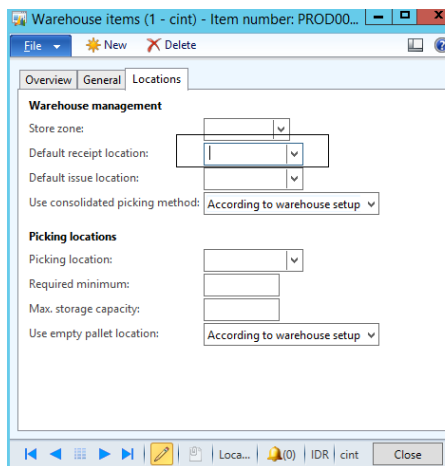 Warehouse items (1 - cint) - Item number: PROD00...
File New Delete
Overview General Locations
Warehouse management
Store zone:
Default receipt location:
Default issue location:
Use consolidated picking method: According to warehouse setup
Picking locations
Picking location:
Required minimum:
Max. storage capacity:
Use empty pallet location: According to warehouse setup
Loca... (0) IDR cint Close